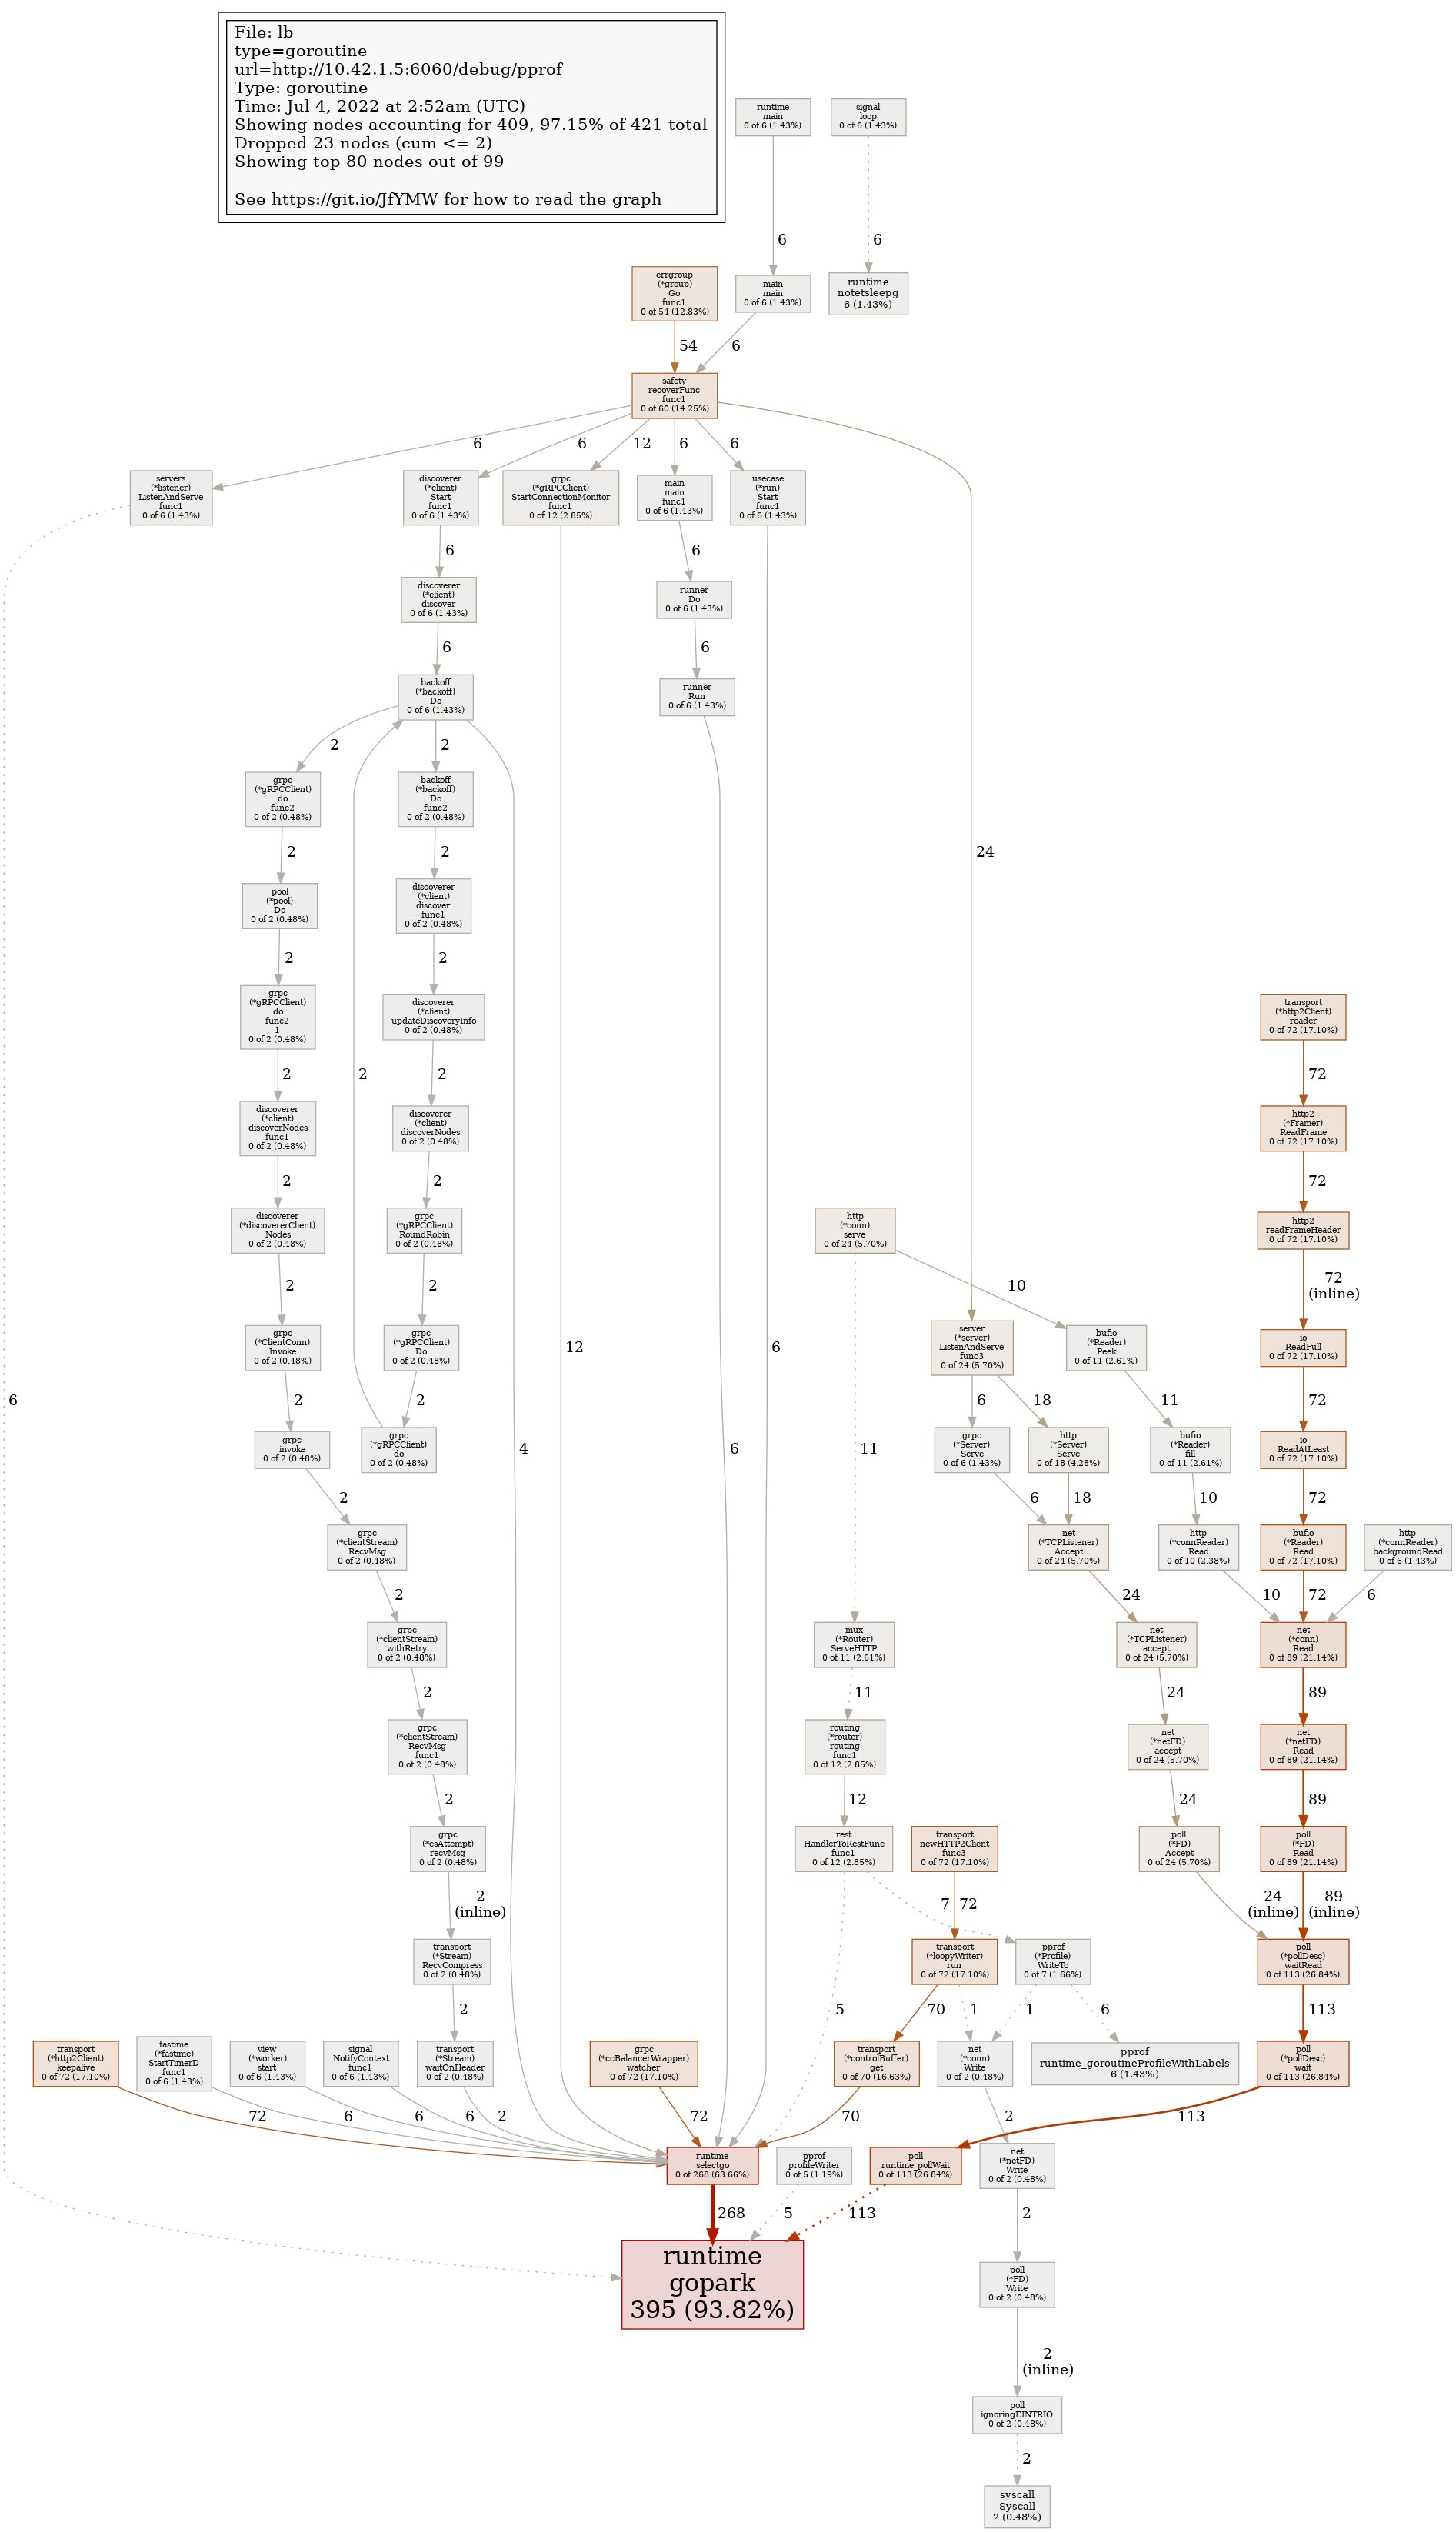 File: lb
type=goroutine
url=http://10.42.1.5:6060/debug/pprof
Type: goroutine
Time: Jul 4, 2022 at 2:52am (UTC)
Showing nodes accounting for 409, 97.15% of 421 total
Dropped 23 nodes (cum <= 2)
Showing top 80 nodes out of 99
See https://git.io/JfYMW for how to read the graph
runtime
main
0 of 6 (1.43%)
signal
loop
0 of 6 (1.43%)
6
6
errgroup
(*group)
Go
func1
0 of 54 (12.83%)
main
main
0 of 6 (1.43%)
runtime
notetsleepg
6 (1.43%)
54
6
safety
recoverFunc
func1
0 of 60 (14.25%)
6
6
12
6
6
24
servers
(*listener)
ListenAndServe
func1
0 of 6 (1.43%)
discoverer
(*client)
Start
func1
0 of 6 (1.43%)
grpc
(*gRPCClient)
StartConnectionMonitor
func1
0 of 12 (2.85%)
main
main
func1
0 of 6 (1.43%)
usecase
(*run)
Start
func1
0 of 6 (1.43%)
6
6
discoverer
(*client)
discover
0 of 6 (1.43%)
runner
Do
0 of 6 (1.43%)
6
6
backoff
(*backoff)
Do
0 of 6 (1.43%)
runner
Run
0 of 6 (1.43%)
2
2
grpc
(*gRPCClient)
do
func2
0 of 2 (0.48%)
backoff
(*backoff)
Do
func2
0 of 2 (0.48%)
2
2
pool
(*pool)
Do
0 of 2 (0.48%)
discoverer
(*client)
discover
func1
0 of 2 (0.48%)
2
2
grpc
(*gRPCClient)
do
func2
1
0 of 2 (0.48%)
discoverer
(*client)
updateDiscoveryInfo
0 of 2 (0.48%)
transport
(*http2Client)
reader
0 of 72 (17.10%)
2
2
2
72
discoverer
(*client)
discoverNodes
func1
0 of 2 (0.48%)
discoverer
(*client)
discoverNodes
0 of 2 (0.48%)
http2
(*Framer)
ReadFrame
0 of 72 (17.10%)
2
2
72
discoverer
(*discovererClient)
Nodes
0 of 2 (0.48%)
grpc
(*gRPCClient)
RoundRobin
0 of 2 (0.48%)
http
(*conn)
serve
0 of 24 (5.70%)
http2
readFrameHeader
0 of 72 (17.10%)
2
2
10
72
(inline)
grpc
(*ClientConn)
Invoke
0 of 2 (0.48%)
grpc
(*gRPCClient)
Do
0 of 2 (0.48%)
12
6
server
(*server)
ListenAndServe
func3
0 of 24 (5.70%)
bufio
(*Reader)
Peek
0 of 11 (2.61%)
io
ReadFull
0 of 72 (17.10%)
6
2
2
6
18
11
72
grpc
invoke
0 of 2 (0.48%)
grpc
(*gRPCClient)
do
0 of 2 (0.48%)
4
6
11
grpc
(*Server)
Serve
0 of 6 (1.43%)
http
(*Server)
Serve
0 of 18 (4.28%)
bufio
(*Reader)
fill
0 of 11 (2.61%)
io
ReadAtLeast
0 of 72 (17.10%)
2
6
18
10
72
grpc
(*clientStream)
RecvMsg
0 of 2 (0.48%)
net
(*TCPListener)
Accept
0 of 24 (5.70%)
http
(*connReader)
Read
0 of 10 (2.38%)
bufio
(*Reader)
Read
0 of 72 (17.10%)
http
(*connReader)
backgroundRead
0 of 6 (1.43%)
2
24
10
72
6
grpc
(*clientStream)
withRetry
0 of 2 (0.48%)
mux
(*Router)
ServeHTTP
0 of 11 (2.61%)
net
(*TCPListener)
accept
0 of 24 (5.70%)
net
(*conn)
Read
0 of 89 (21.14%)
2
11
24
89
grpc
(*clientStream)
RecvMsg
func1
0 of 2 (0.48%)
routing
(*router)
routing
func1
0 of 12 (2.85%)
net
(*netFD)
accept
0 of 24 (5.70%)
net
(*netFD)
Read
0 of 89 (21.14%)
2
12
24
89
grpc
(*csAttempt)
recvMsg
0 of 2 (0.48%)
rest
HandlerToRestFunc
func1
0 of 12 (2.85%)
transport
newHTTP2Client
func3
0 of 72 (17.10%)
poll
(*FD)
Accept
0 of 24 (5.70%)
poll
(*FD)
Read
0 of 89 (21.14%)
2
(inline)
7
72
24
(inline)
89
(inline)
transport
(*Stream)
RecvCompress
0 of 2 (0.48%)
transport
(*loopyWriter)
run
0 of 72 (17.10%)
pprof
(*Profile)
WriteTo
0 of 7 (1.66%)
poll
(*pollDesc)
waitRead
0 of 113 (26.84%)
2
5
70
1
1
6
113
transport
(*http2Client)
keepalive
0 of 72 (17.10%)
fastime
(*fastime)
StartTimerD
func1
0 of 6 (1.43%)
view
(*worker)
start
0 of 6 (1.43%)
signal
NotifyContext
func1
0 of 6 (1.43%)
transport
(*Stream)
waitOnHeader
0 of 2 (0.48%)
grpc
(*ccBalancerWrapper)
watcher
0 of 72 (17.10%)
transport
(*controlBuffer)
get
0 of 70 (16.63%)
net
(*conn)
Write
0 of 2 (0.48%)
pprof
runtime_goroutineProfileWithLabels
6 (1.43%)
poll
(*pollDesc)
wait
0 of 113 (26.84%)
72
6
6
6
2
72
70
2
113
runtime
selectgo
0 of 268 (63.66%)
pprof
profileWriter
0 of 5 (1.19%)
poll
runtime_pollWait
0 of 113 (26.84%)
net
(*netFD)
Write
0 of 2 (0.48%)
268
5
113
2
runtime
gopark
395 (93.82%)
poll
(*FD)
Write
0 of 2 (0.48%)
2
(inline)
poll
ignoringEINTRIO
0 of 2 (0.48%)
2
syscall
Syscall
2 (0.48%)